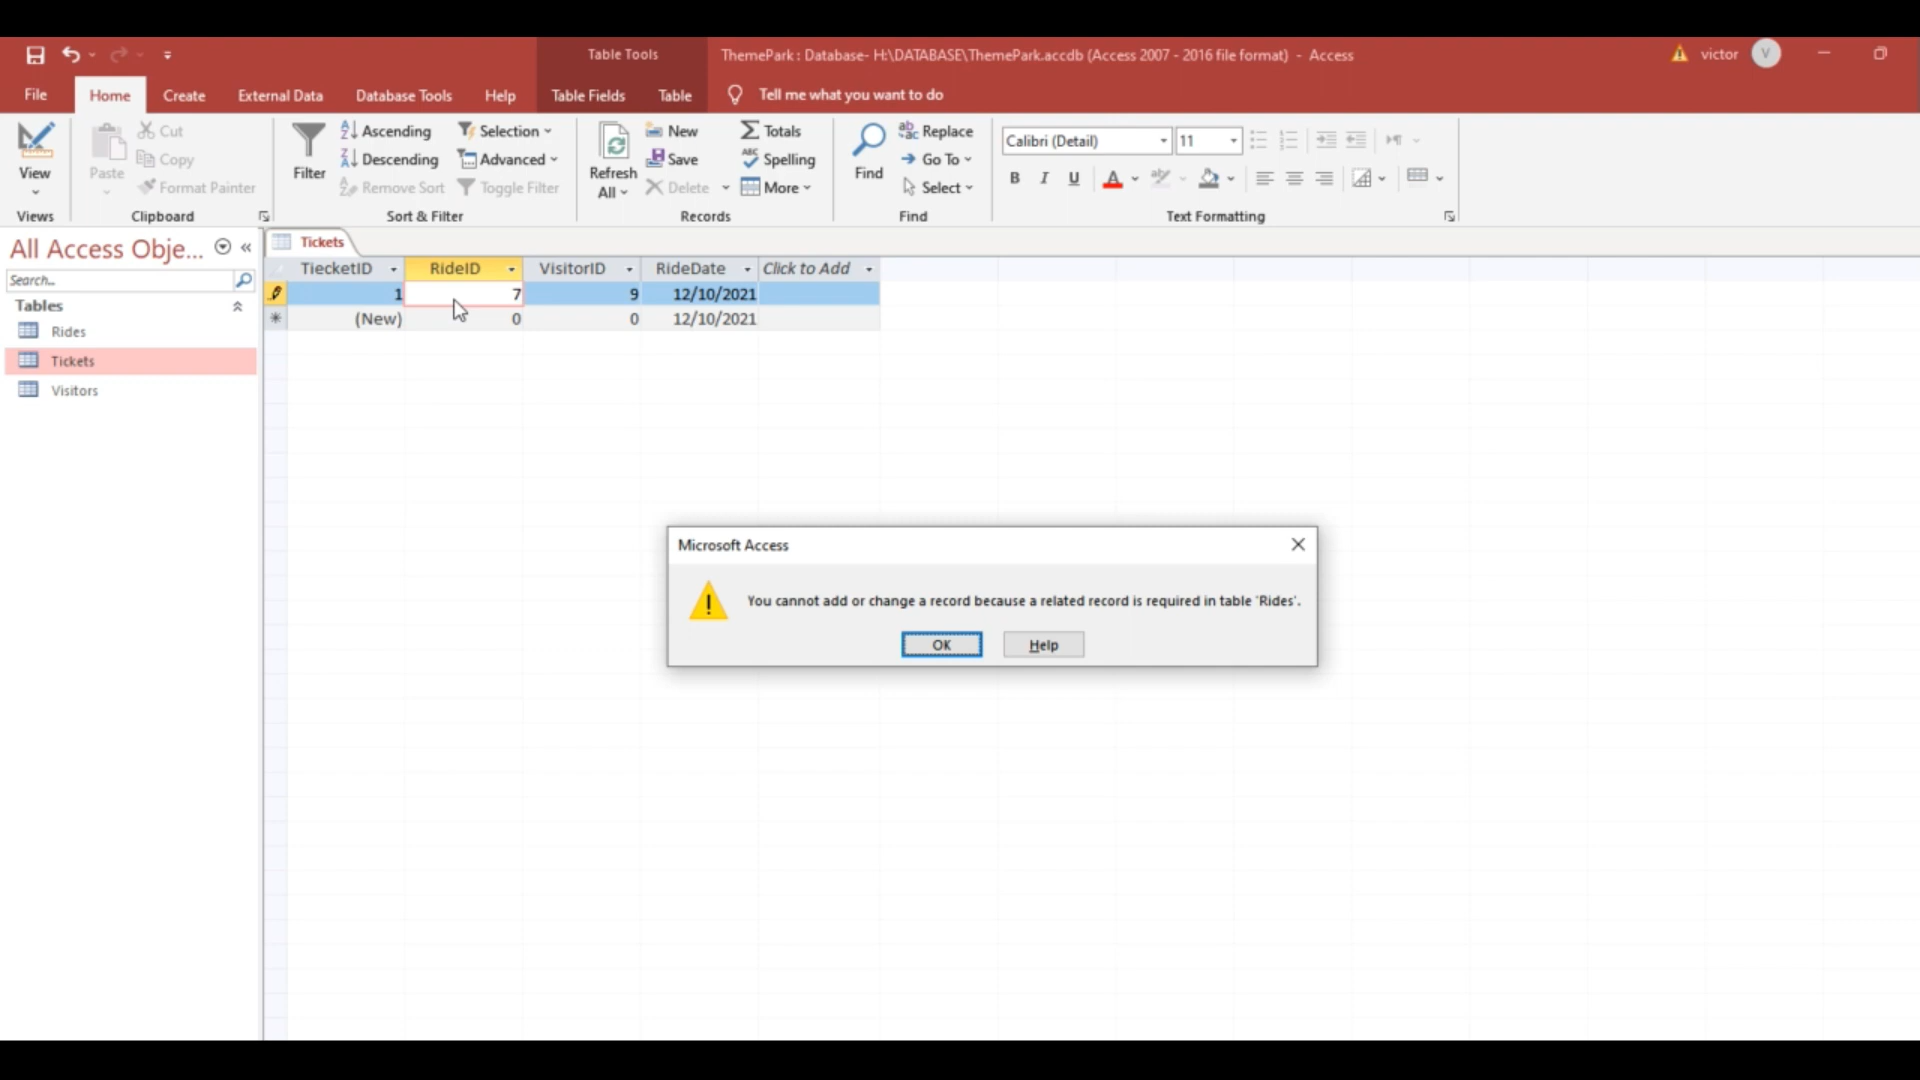 Table Tools
ThemePark : Database- H:\DATABASE\ThemePark.accdb (Access 2007 - 2016 file format) - Access
victor
V
File
Home
Create
External Data
Database Tools
Help
Table Fields
Table
Tell me what you want to do
View
Paste
Cut
Copy
Format Painter
Filter
Ascending
Descending
Remove Sort
Selection
Advanced
Toggle Filter
Refresh
All
New
Save
Delete
Totals
Spelling
More
Find
Replace
Go To
Select
Calibri (Detail)
11
B I U
Views
Clipboard
Sort & Filter
Records
Find
Text Formatting
All Access Obje...
Search...
Tables
Rides
Tickets
Visitors
Tickets
TiecketID RideID VisitorID RideDate Click to Add
1 7 9 12/10/2021
(New) 0 0 12/10/2021
Microsoft Access
You cannot add or change a record because a related record is required in table 'Rides'.
OK
Help